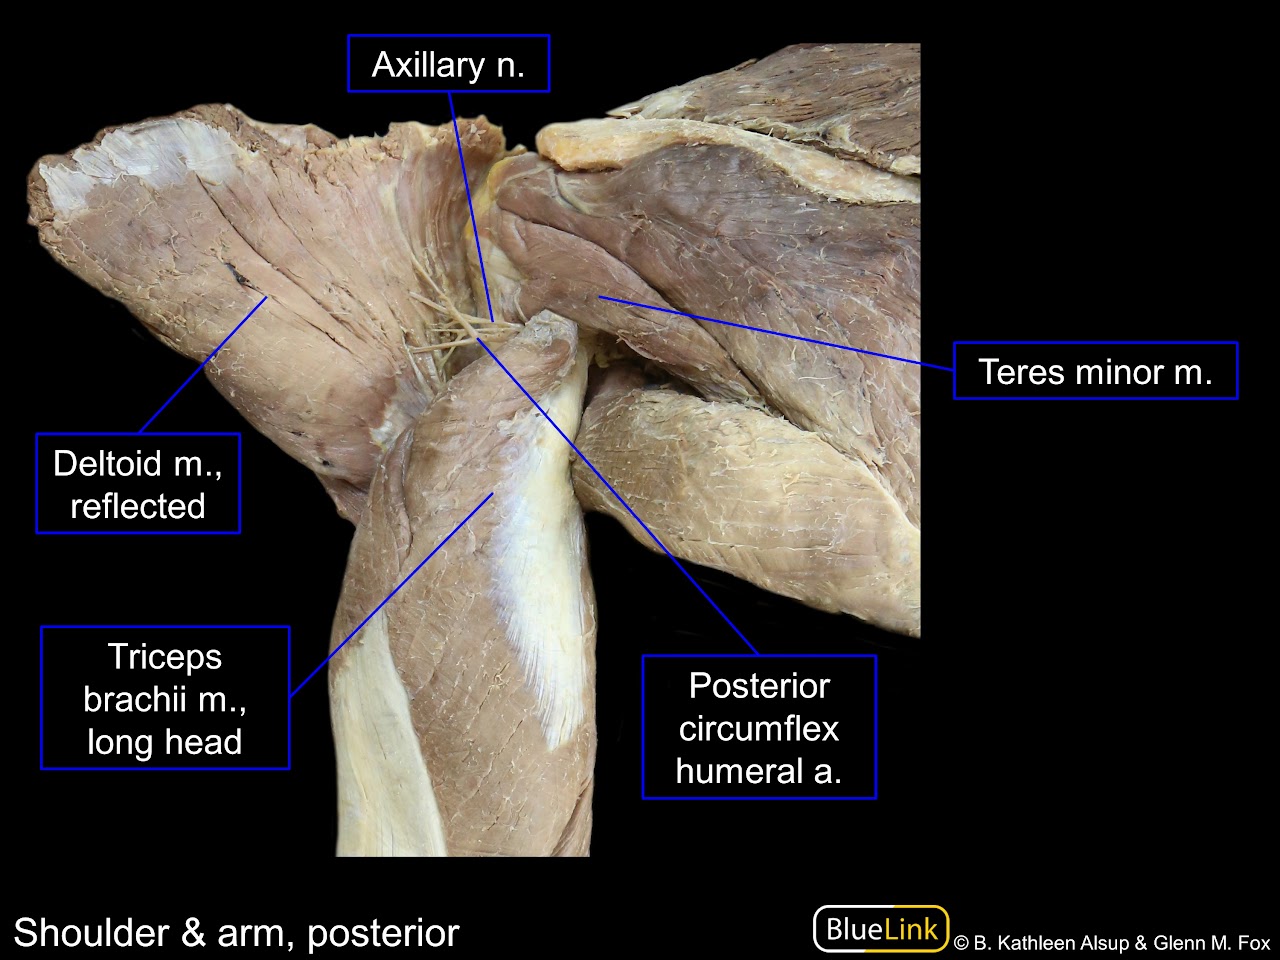 Axillary n.
Teres minor m.
Deltoid m.,
reflected
Triceps
brachii m.,
long head
Posterior
circumflex
humeral a.
Shoulder & arm, posterior
BlueLink
© B. Kathleen Alsup & Glenn M. Fox